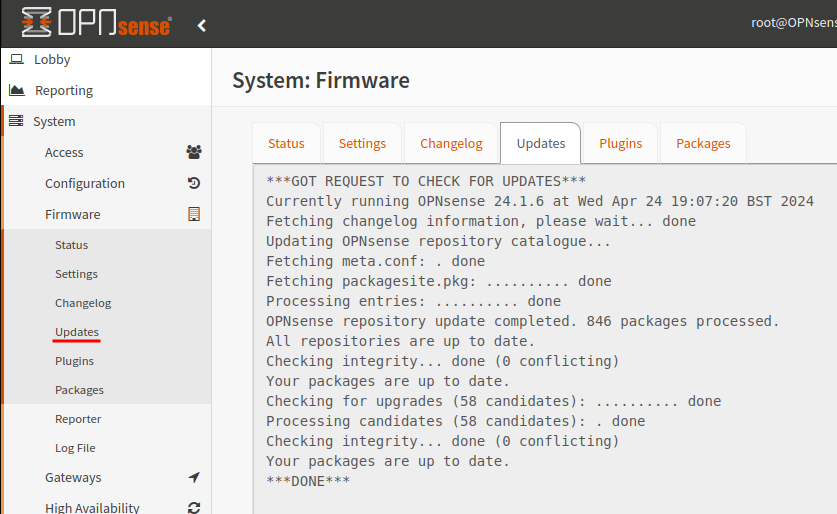 OPNsense
root@OPNsens
Lobby
Reporting
System
Access
Configuration
Firmware
Status
Settings
Changelog
Updates
Plugins
Packages
Reporter
Log File
Gateways
High Availability
System: Firmware
Status
Settings
Changelog
Updates
Plugins
Packages
***GOT REQUEST TO CHECK FOR UPDATES***
Currently running OPNsense 24.1.6 at Wed Apr 24 19:07:20 BST 2024
Fetching changelog information, please wait... done
Updating OPNsense repository catalogue...
Fetching meta.conf: . done
Fetching packagesite.pkg: .......... done
Processing entries: .......... done
OPNsense repository update completed. 846 packages processed.
All repositories are up to date.
Checking integrity... done (0 conflicting)
Your packages are up to date.
Checking for upgrades (58 candidates): .......... done
Processing candidates (58 candidates): . done
Checking integrity... done (0 conflicting)
Your packages are up to date.
***DONE***